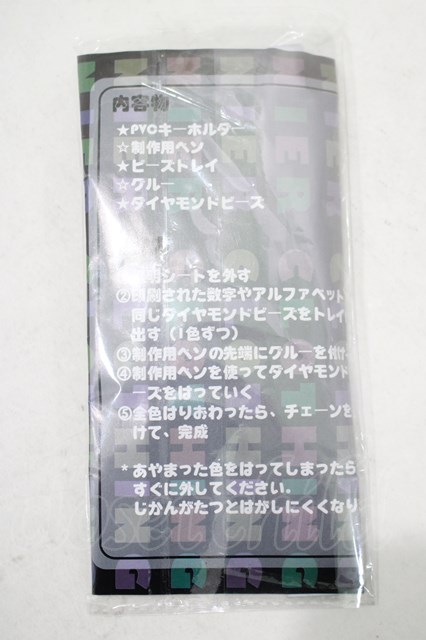 内容物
★PVCキーホルダー
☆制作用ペン
★ビーズトレイ
☆グルー
★ダイヤモンドビーズ
シートを外す
②印刷された数字やアルファベット
同じダイヤモンドビーズをトレイ
出す（1色ずつ）
③制作用ペンの先端にグルーを付け
④制作用ペンを使ってダイヤモンド
ーズをはっていく
⑤全色はりおわったら、チェーンを
けて、完成
*あやまった色をはってしまったら
すぐに外してください.
じかんがたつとはがしにくくなり